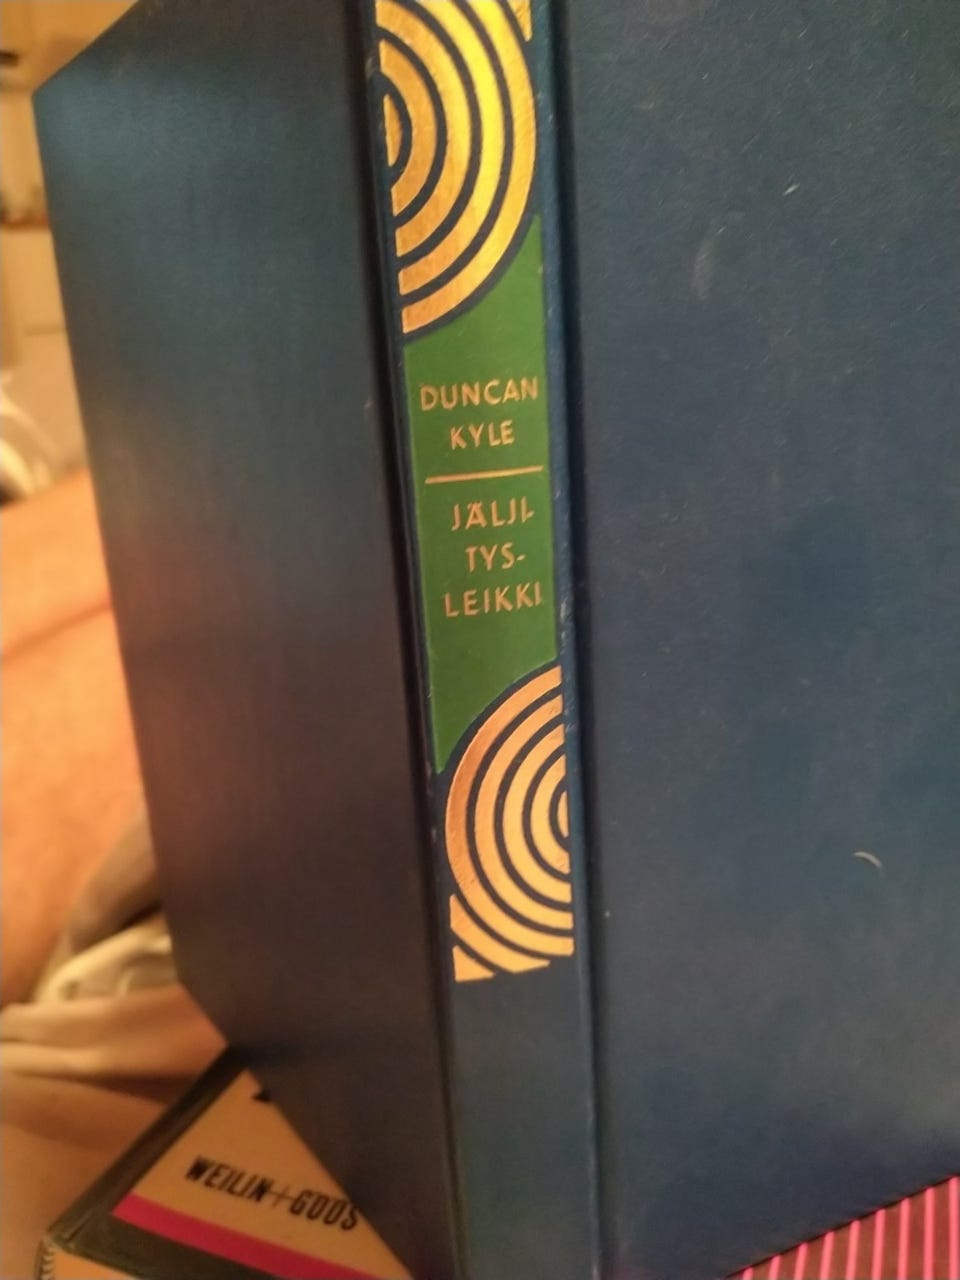 DUNCAN
KYLE
JÄLJI-
TYS-
LEIKKI
WEILIN+GÖÖS